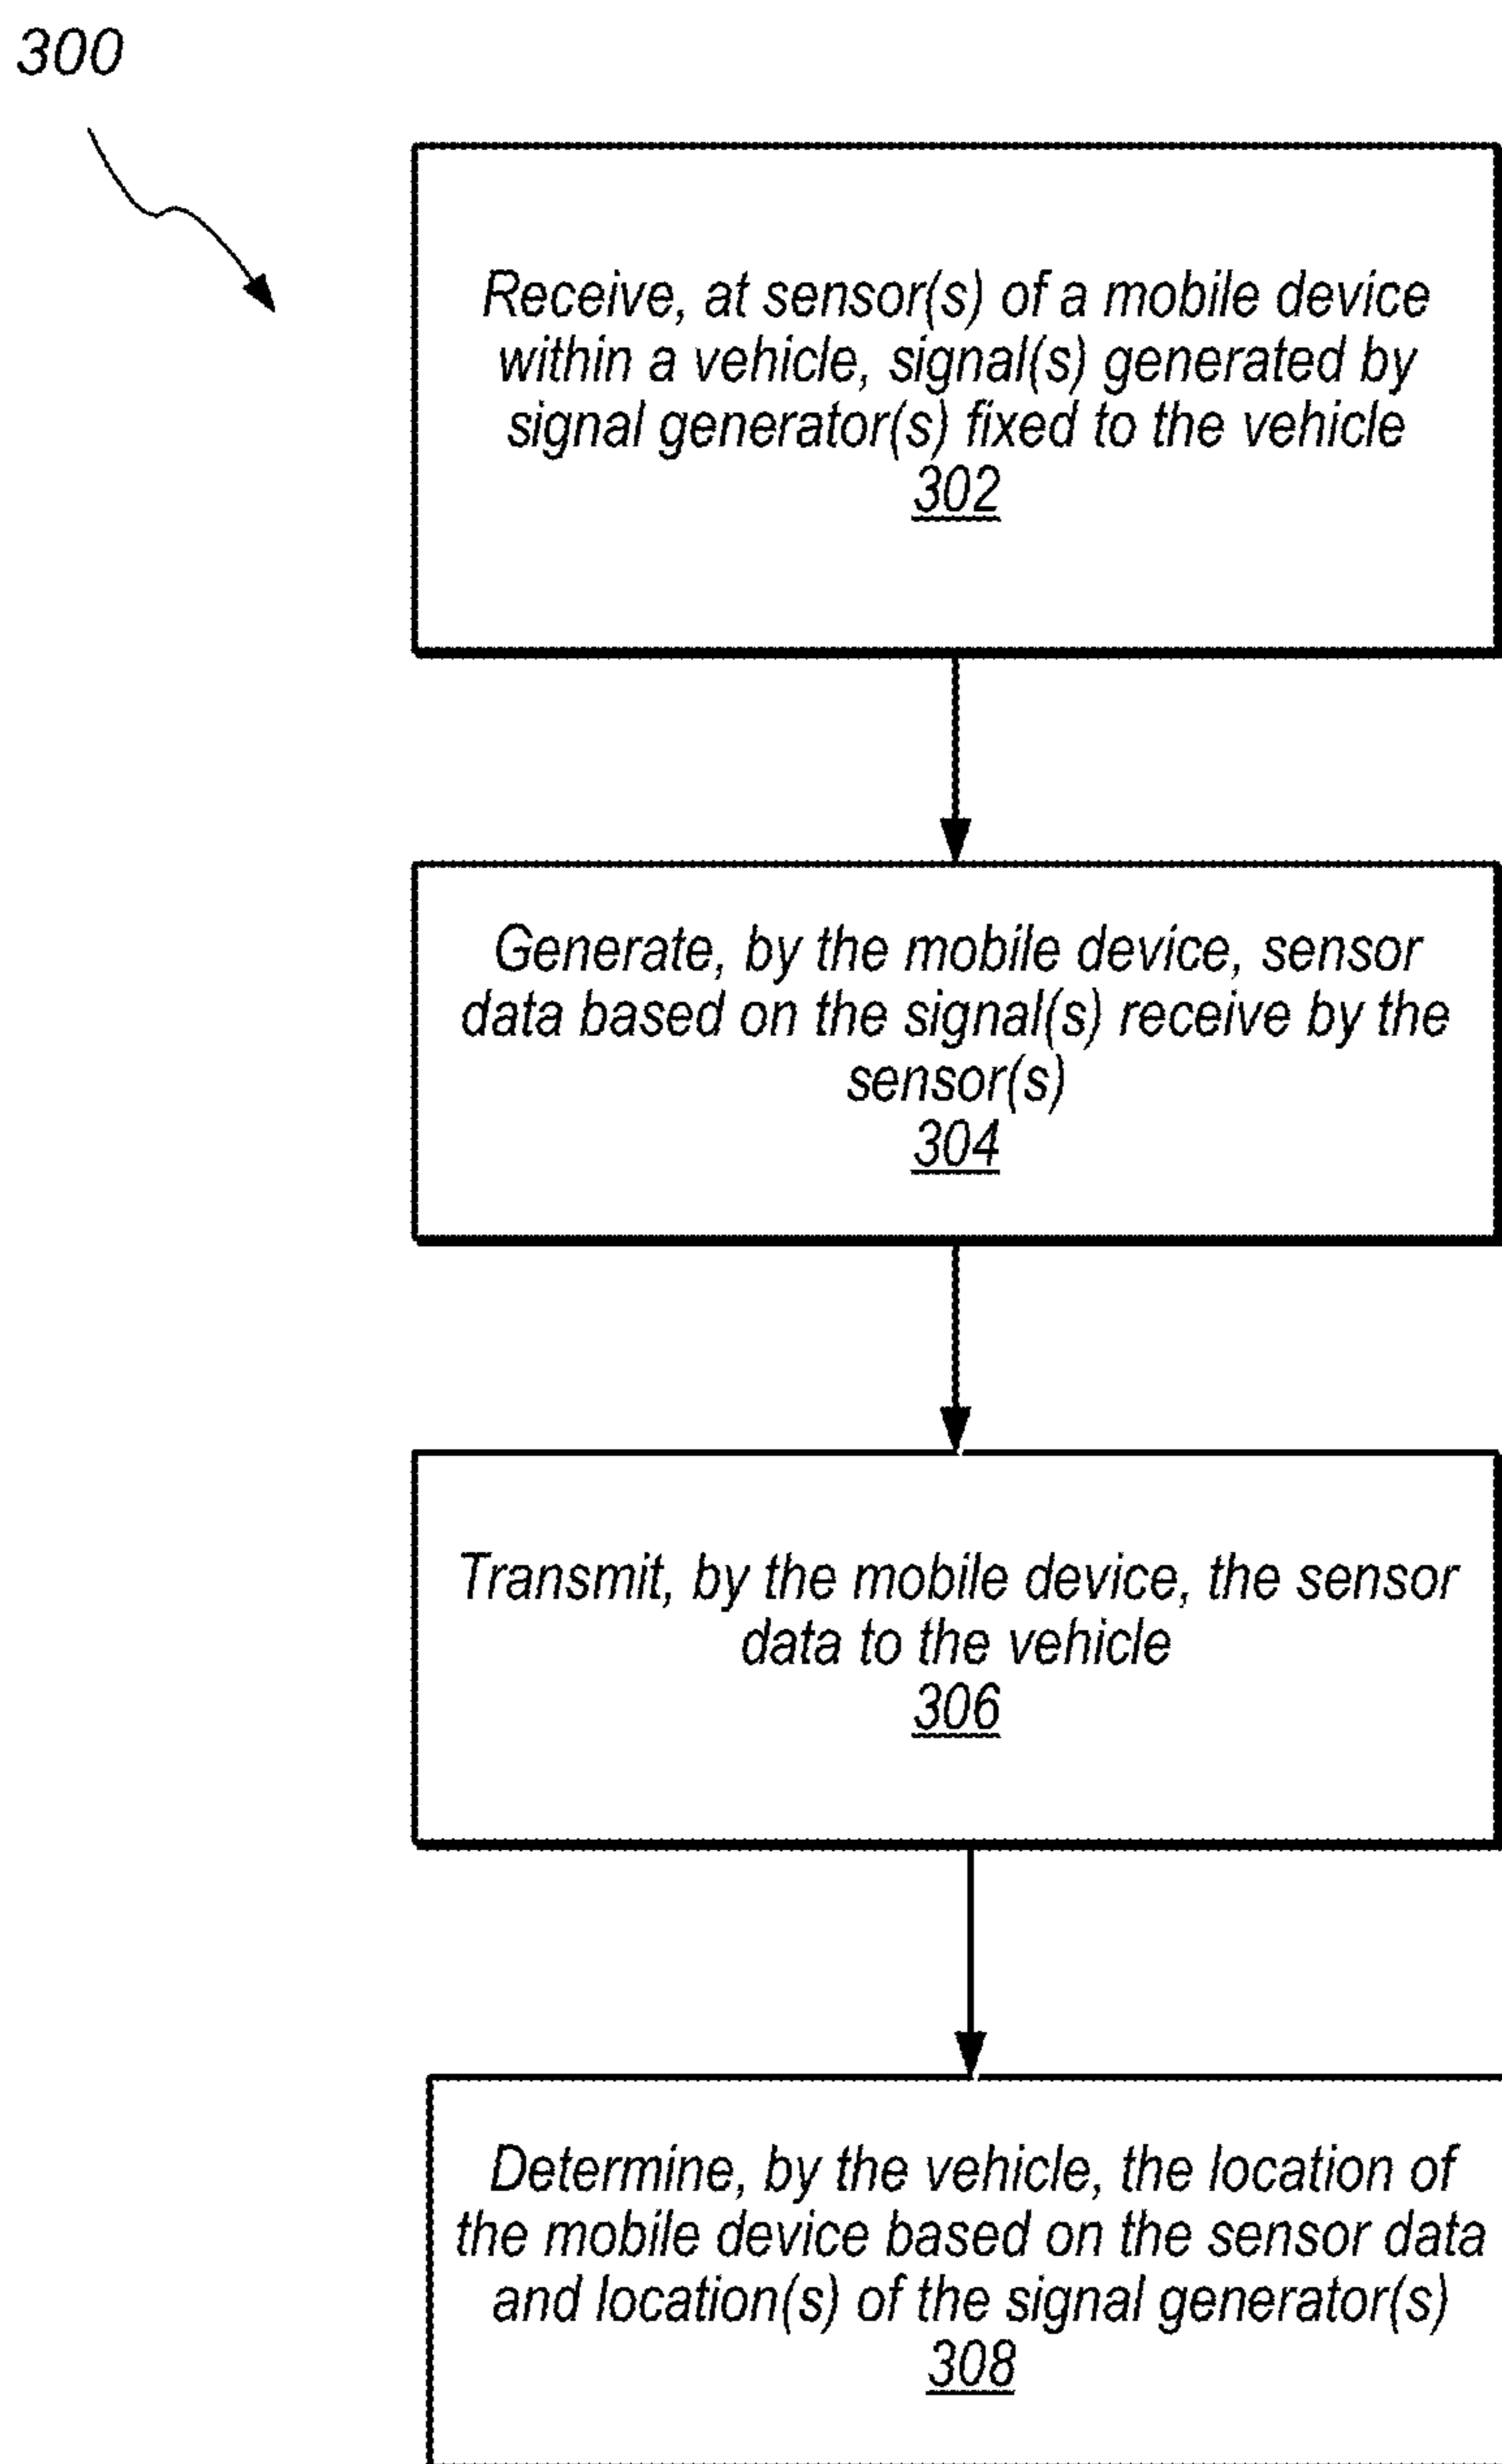 300
Receive, at sensor(s) of a mobile device
within a vehicle, signal(s) generated by
signal generator(s) fixed to the vehicle
302
Generate, by the mobile device, sensor
data based on the signal(s) receive by the
sensor(s)
304
Transmit, by the mobile device, the sensor
data to the vehicle
306
Determine, by the vehicle, the location of
the mobile device based on the sensor data
and location(s) of the signal generator(s)
308